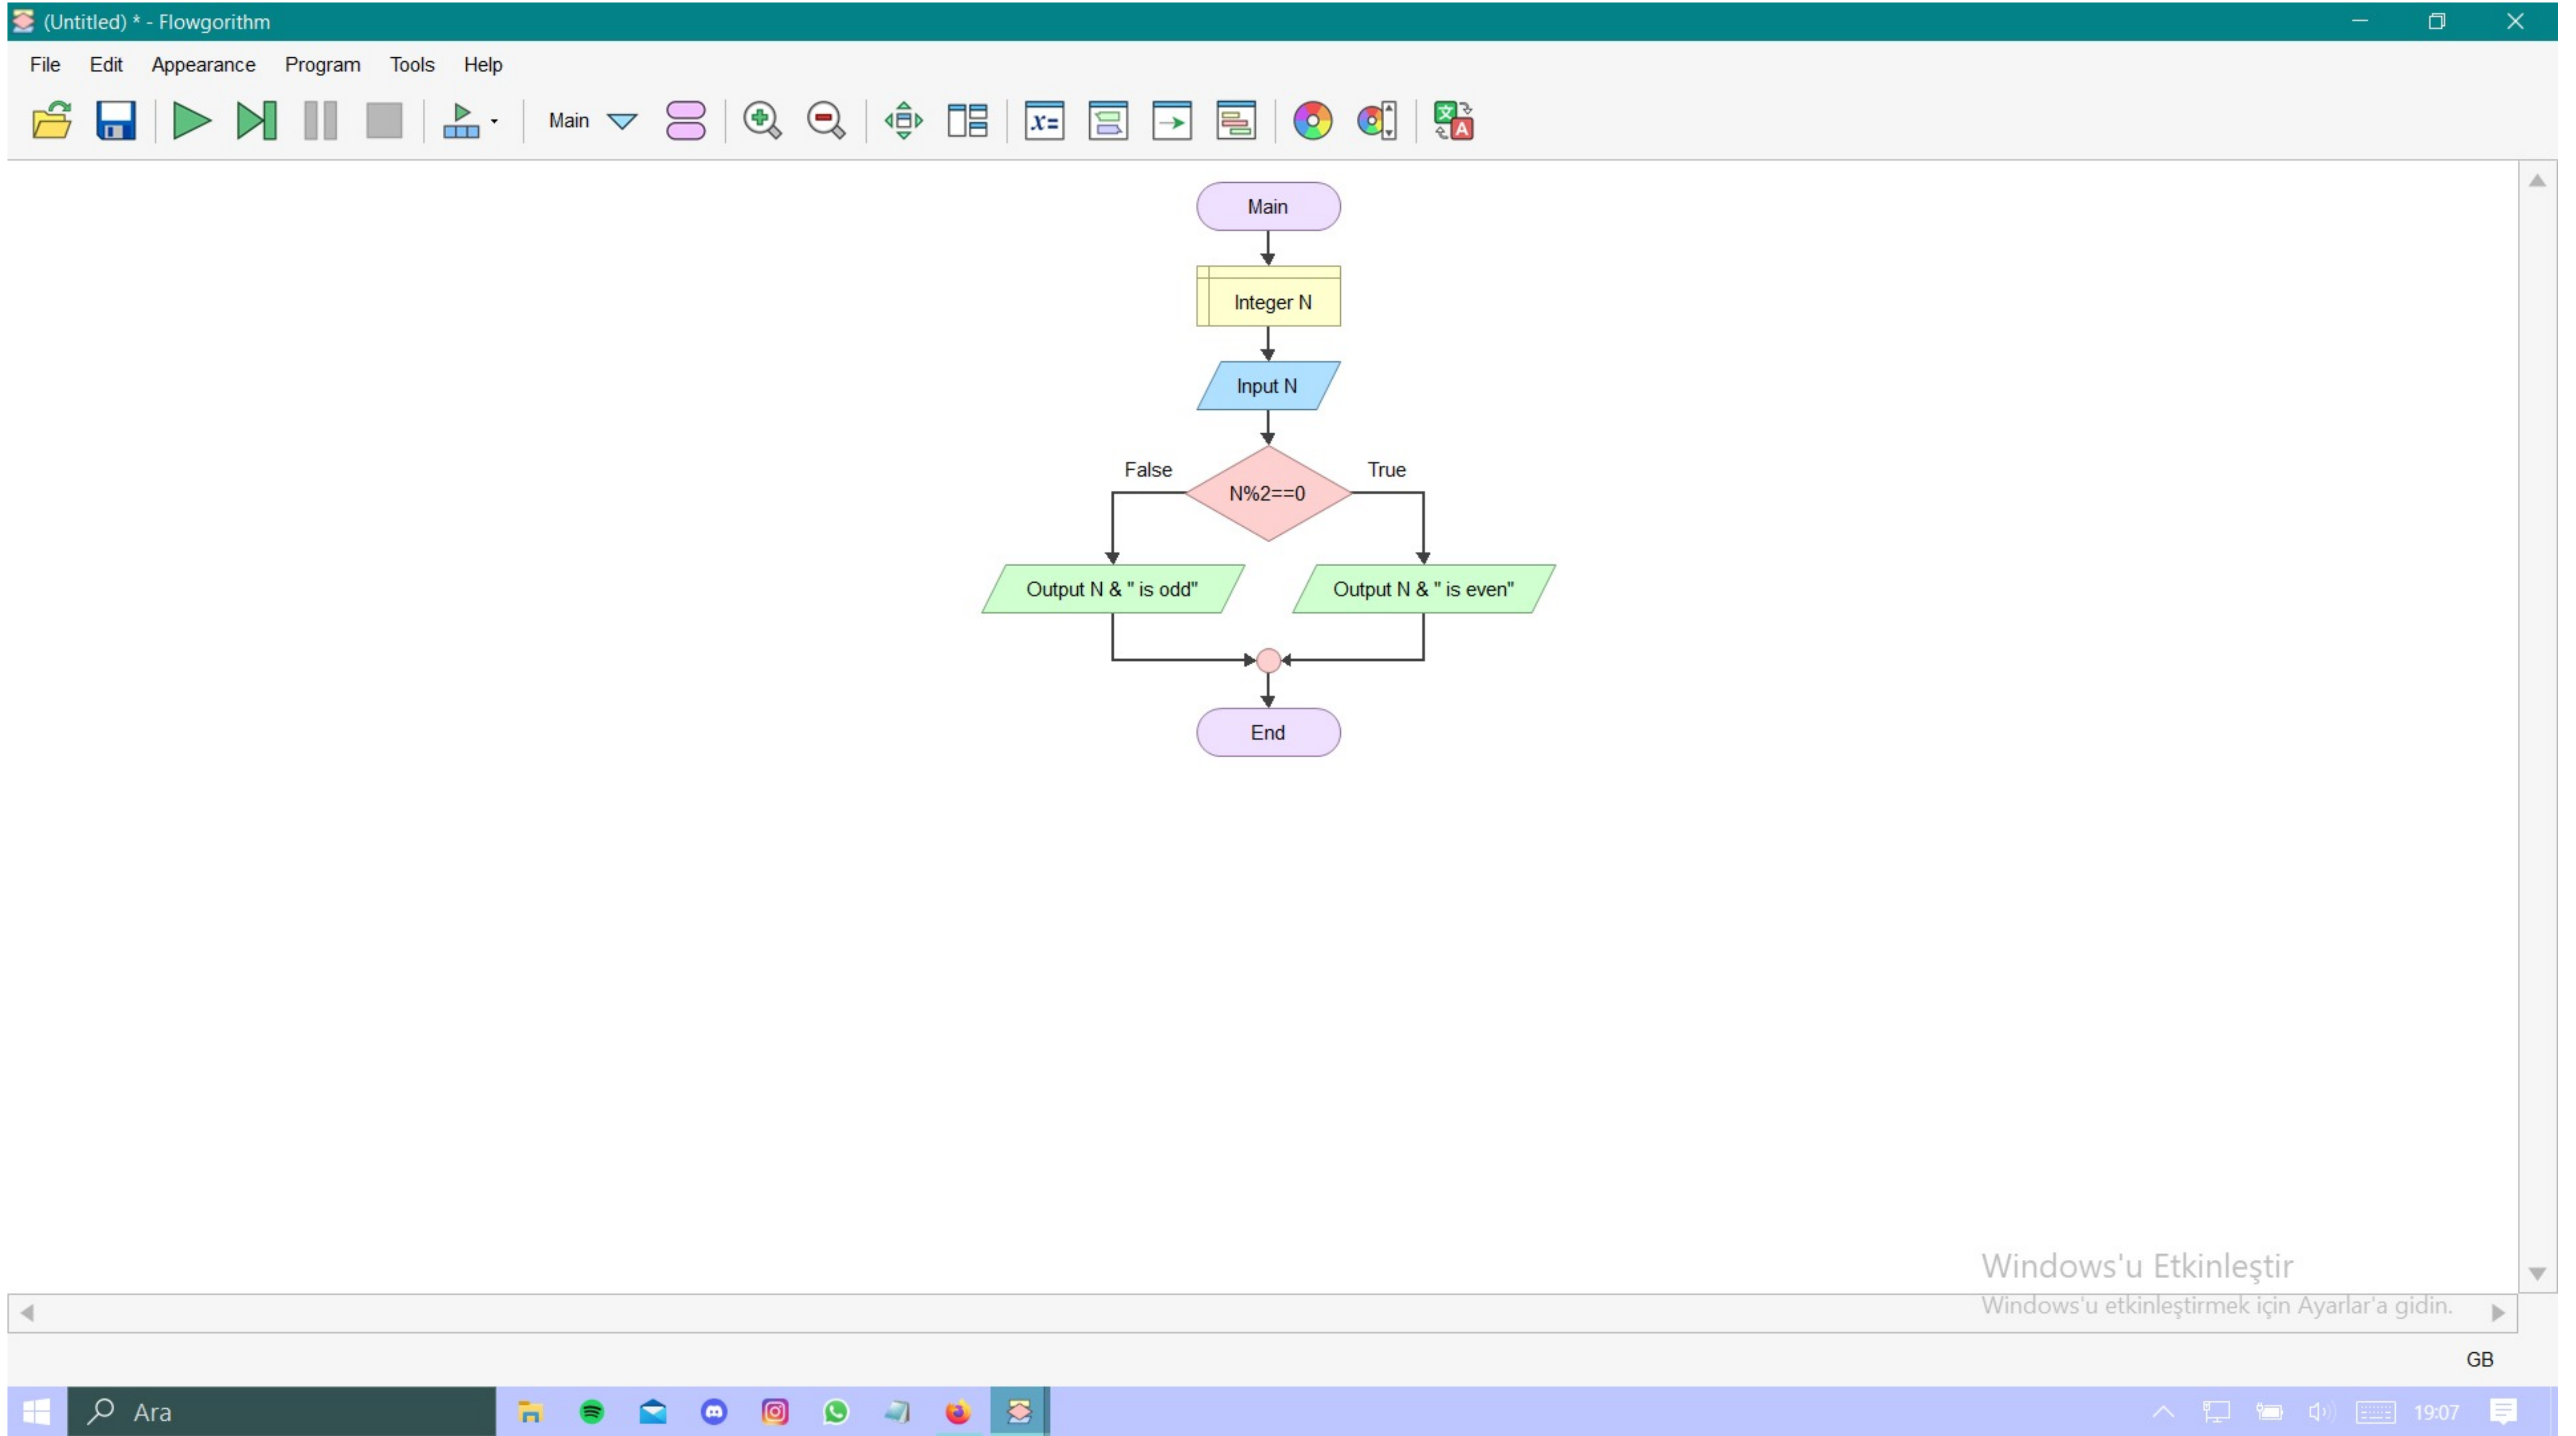 (Untitled) * - Flowgorithm
File Edit Appearance Program Tools Help
Main
x=
文
A
Main
Integer N
Input N
False
True
N%2==0
Output N & " is odd"
Output N & " is even"
End
Windows'u Etkinleştir
Windows'u etkinleştirmek için Ayarlar'a gidin.
GB
Ara
19:07